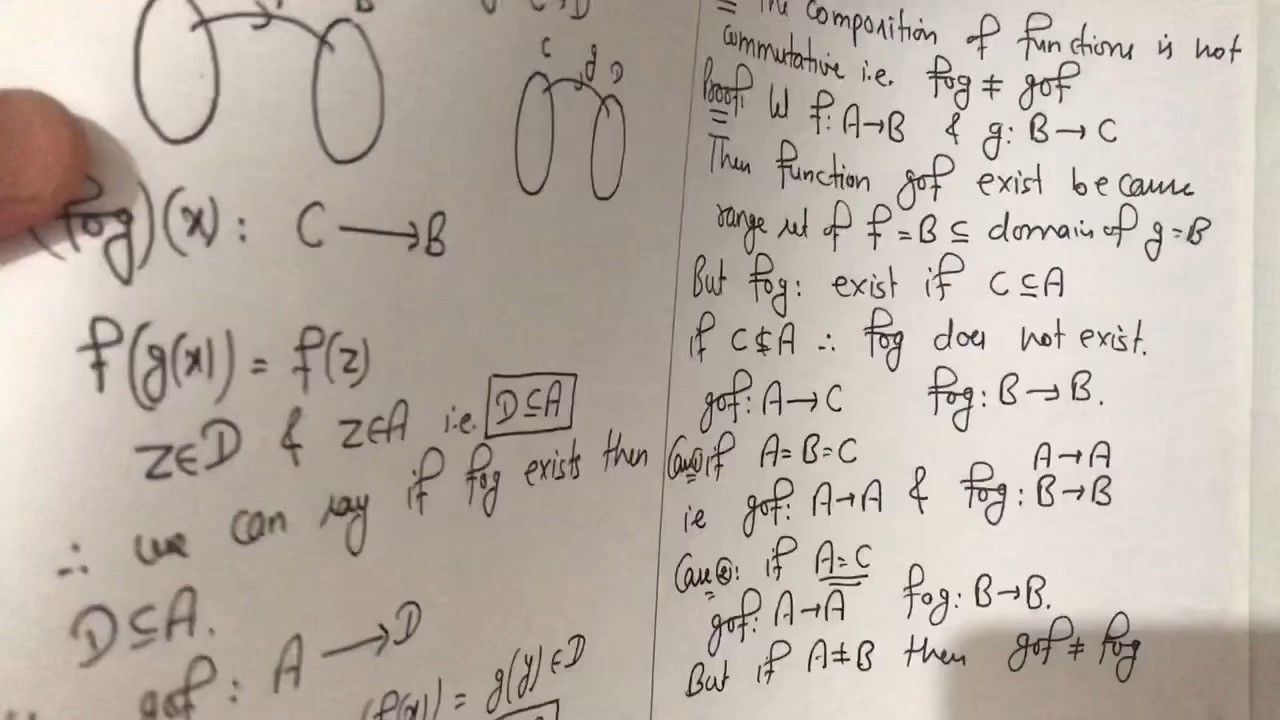 C g D
(fog)(x): C → B
f(g(x)) = f(z)
z∈D & z∈A i.e. D⊆A
∴ we can say if fog exists then
D⊆A.
gof : A → D
(f(x)) = g(y)∈D
= The composition of functions is not
commutative i.e. fog ≠ gof
Proof: f: A→B & g: B→C
Then function gof exist because
range set of f = B ⊆ domain of g = B
But fog: exist if C⊆A
if C⊈A ∴ fog does not exist.
gof: A→C fog: B→B.
Case① if A=B=C
A→A
ie gof: A→A & fog: B→B
Case②: if A=C
gof: A→A fog: B→B.
But if A≠B then gof ≠ fog